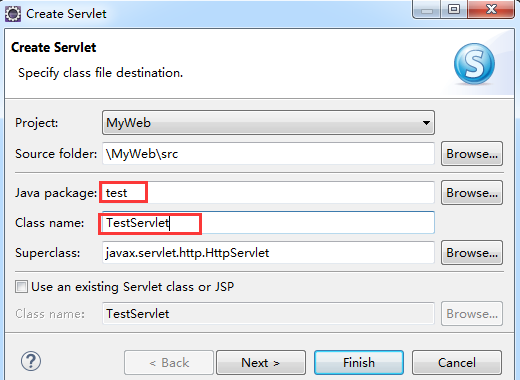 Create Servlet
Create Servlet
Specify class file destination.
Project: MyWeb
Source folder: \MyWeb\src Browse...
Java package: test Browse...
Class name: TestServlet
Superclass: javax.servlet.http.HttpServlet Browse...
Use an existing Servlet class or JSP
Class name: TestServlet Browse...
? < Back Next > Finish Cancel